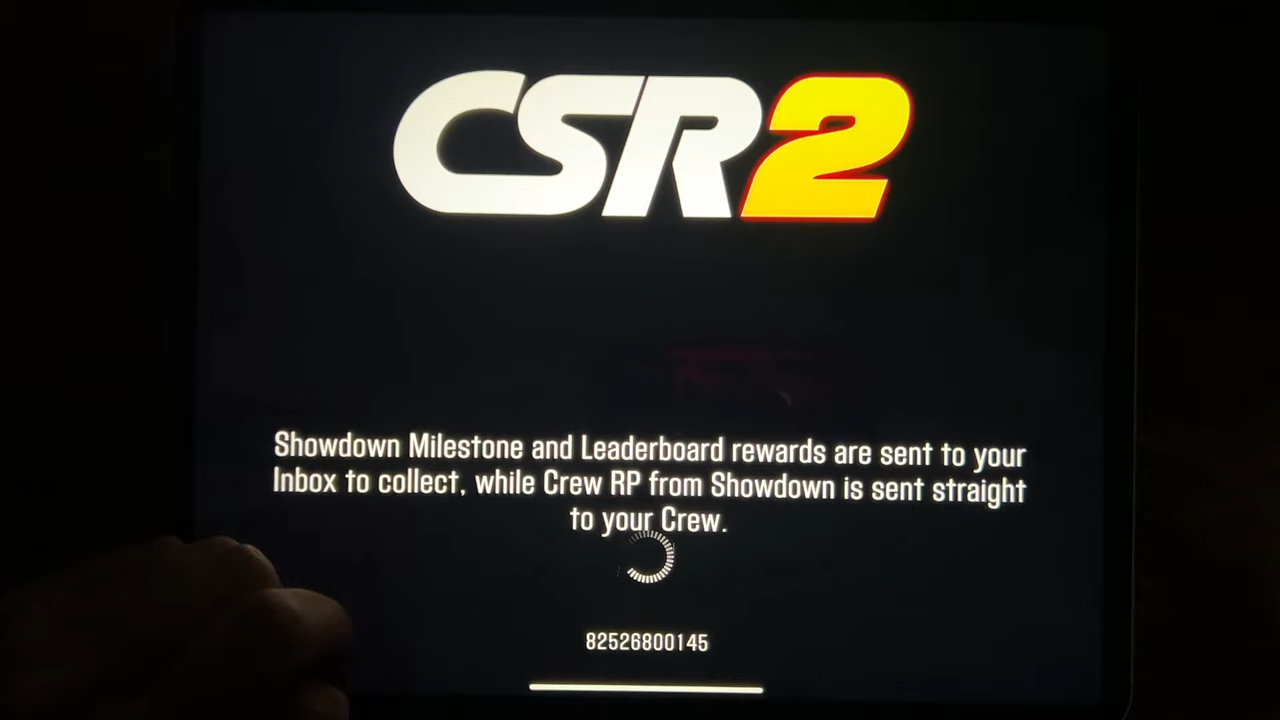 CSR2
Showdown Milestone and Leaderboard rewards are sent to your
Inbox to collect, while Crew RP from Showdown is sent straight
to your Crew.
82526800145